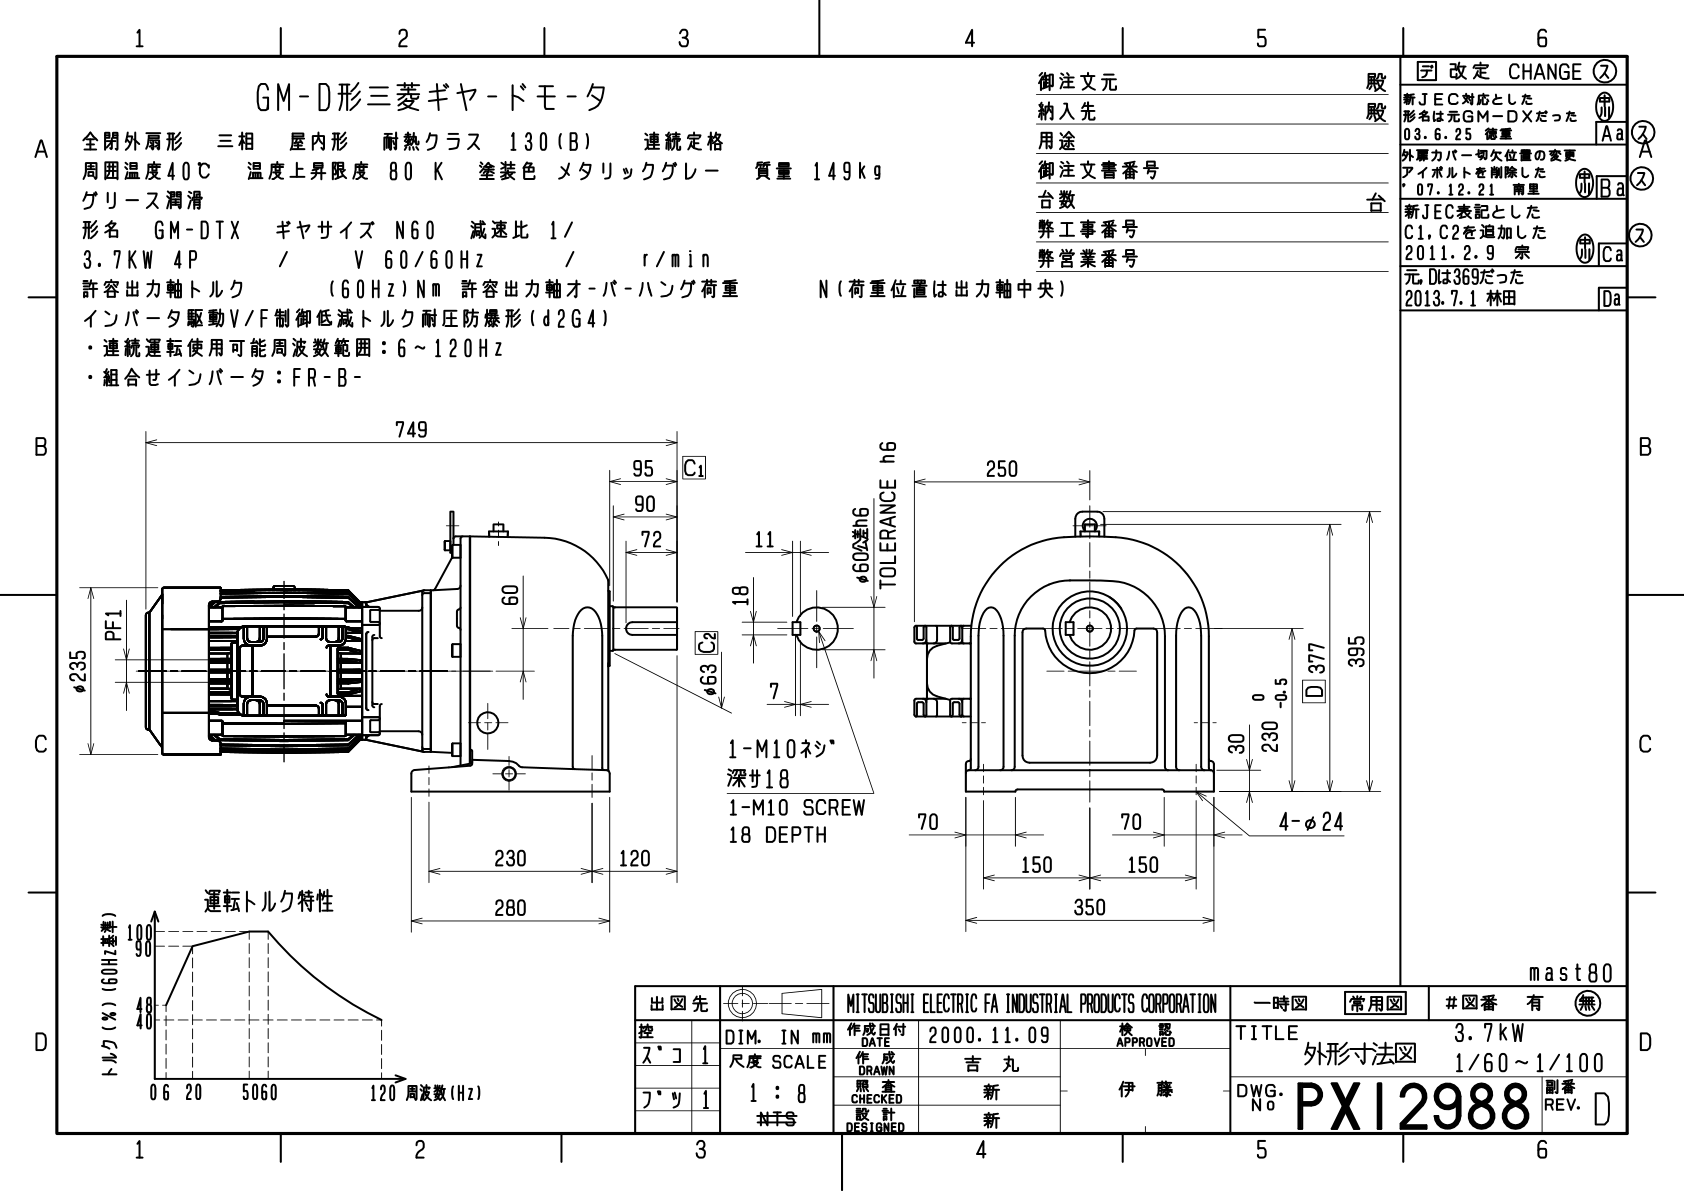 1 2 3 4 5 6
GM-D形三菱ギヤードモータ
全閉外扇形 三相 屋内形 耐熱クラス 130(B) 連続定格
周囲温度40℃ 温度上昇限度 80 K 塗装色 メタリックグレー 質量 149kg
グリース潤滑
形名 GM-DTX ギヤサイズ N60 減速比 1/
3.7KW 4P / V 60/60Hz / r/min
許容出力軸トルク (60Hz)Nm 許容出力軸オーバーハング荷重 N(荷重位置は出力軸中央)
インバータ駆動V/F制御低減トルク耐圧防爆形(d2G4)
・連続運転使用可能周波数範囲:6~120Hz
・組合せインバータ:FR-B-
御注文元 殿
納入先 殿
用途
御注文書番号
台数 台
弊工事番号
弊営業番号
デ 改定 CHANGE ス
新JEC対応とした
形名は元GM-DXだった
03.6.25 徳重 Aa ス
外扇カバー切欠位置の変更
アイボルトを削除した
'07.12.21 南里 Ba ス
新JEC表記とした
C1,C2を追加した
2011.2.9 宗 Ca ス
元,Dは369だった
2013.7.1 林田 Da
A A
B B
C C
D D
749
95 C1
90
72
60
PF1
φ235
φ63 C2
230 120
280
11
18
7
φ60公差h6
TOLERANCE h6
1-M10ネジ
深サ18
1-M10 SCREW
18 DEPTH
250
395
D 377
230 0 -0.5
30
70 70
4-φ24
150 150
350
運転トルク特性
トルク(%)(60Hz基準)
100
90
48
40
0 6 20 50 60 120 周波数(Hz)
mast80
出図先
控
ズコ 1
ブツ 1
DIM. IN mm
尺度 SCALE
1 : 8
NTS
MITSUBISHI ELECTRIC FA INDUSTRIAL PRODUCTS CORPORATION
作成日付 DATE 2000.11.09
作成 DRAWN 吉丸
照査 CHECKED 新
設計 DESIGNED 新
検認 APPROVED
伊藤
一時図 常用図 #図番 有 無
TITLE 外形寸法図
3.7kW
1/60~1/100
DWG. No PX12988
副番 REV. D
1 2 3 4 5 6